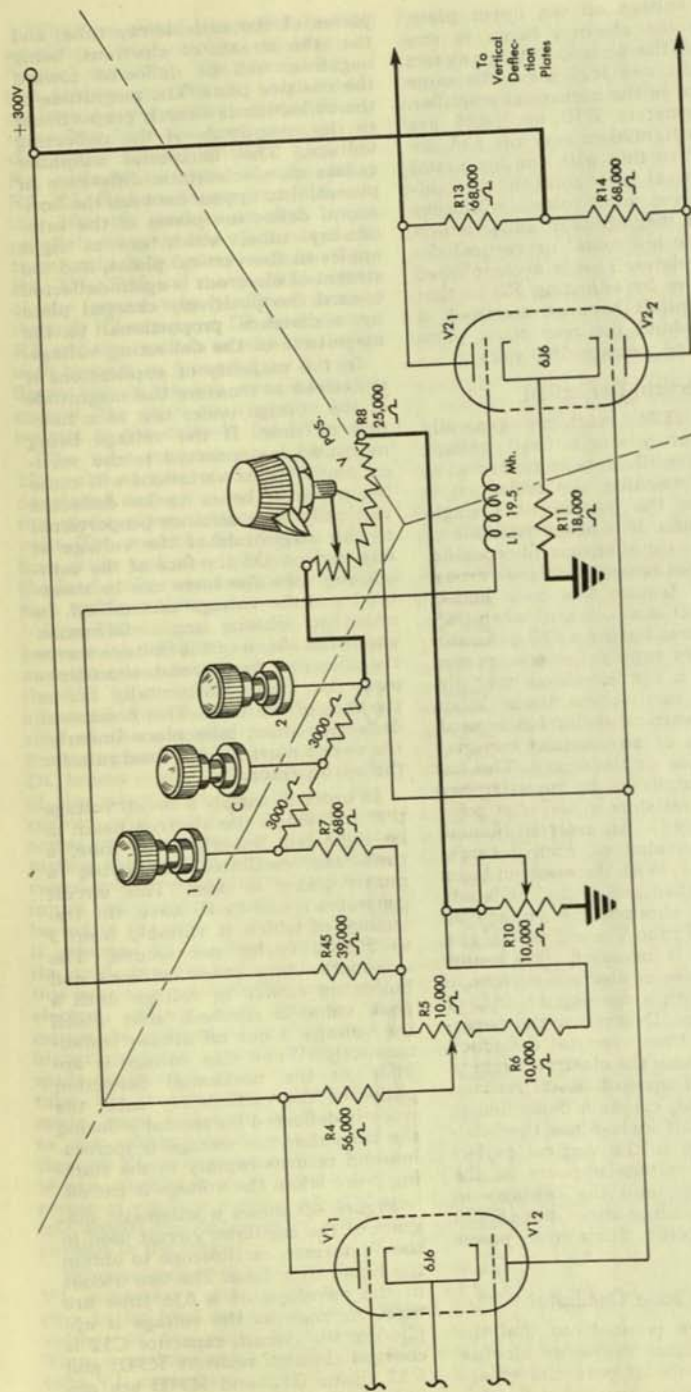 + 300V
To
Vertical
Deflec-
tion
Plates
V POS.
R8
25,000
Ω
R13
68,000
Ω
R14
68,000
Ω
1
C
2
3000 Ω
3000 Ω
R7
6800
Ω
R45
39,000
Ω
R5
10,000
Ω
R4
56,000
Ω
R6
10,000
Ω
R10
10,000
Ω
L1 19.5, Mh.
R11
18,000
Ω
V1₁
6J6
V1₂
V2₁
6J6
V2₂